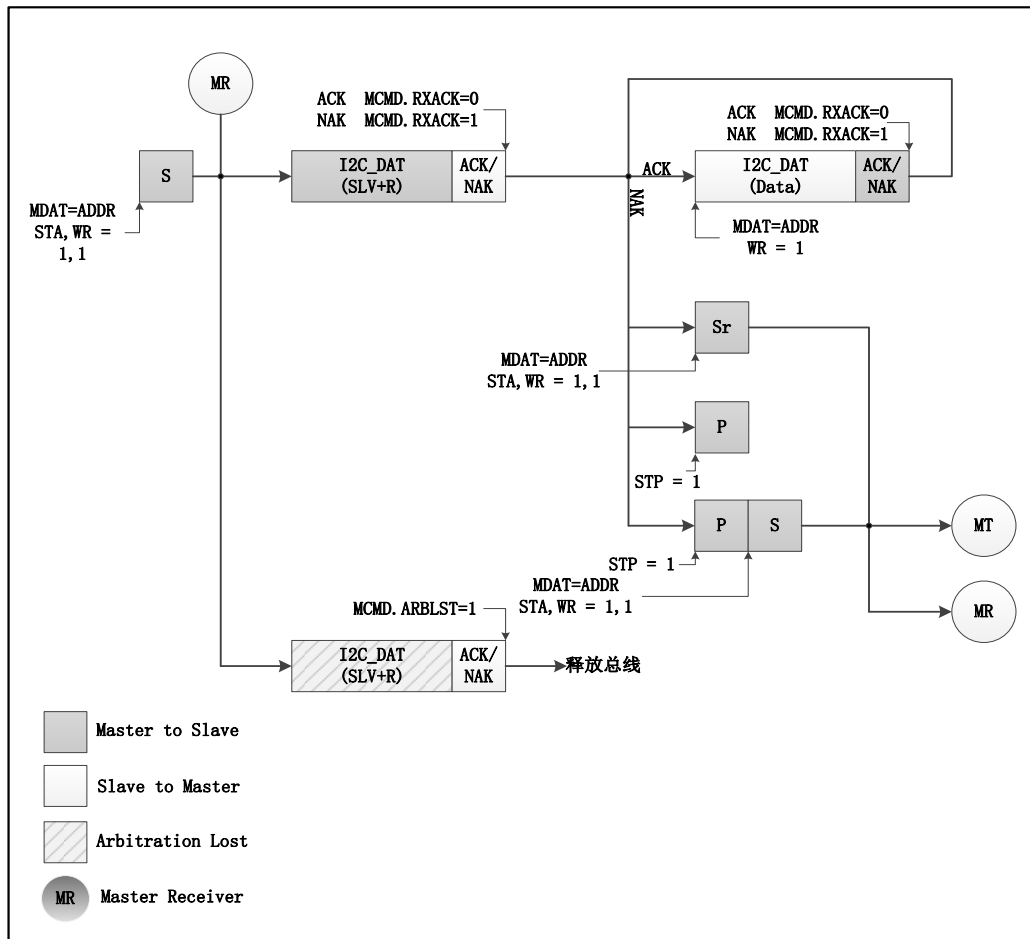 MR
ACK MCMD.RXACK=0
NAK MCMD.RXACK=1
ACK MCMD.RXACK=0
NAK MCMD.RXACK=1
S
I2C_DAT
(SLV+R)
ACK/
NAK
ACK
NAK
I2C_DAT
(Data)
ACK/
NAK
MDAT=ADDR
STA,WR =
1,1
MDAT=ADDR
WR = 1
Sr
MDAT=ADDR
STA,WR = 1,1
P
STP = 1
P
S
MT
STP = 1
MDAT=ADDR
STA,WR = 1,1
MR
MCMD.ARBLST=1
I2C_DAT
(SLV+R)
ACK/
NAK
释放总线
Master to Slave
Slave to Master
Arbitration Lost
MR
Master Receiver